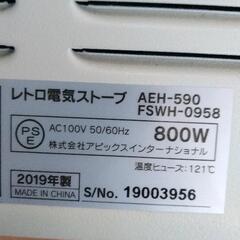 レトロ電気ストーブ AEH-590
FSWH-0958
PSE
AC100V 50/60Hz 800W
株式会社アピックスインターナショナル
温度ヒューズ:121℃
2019年製
MADE IN CHINA S/No. 19003956